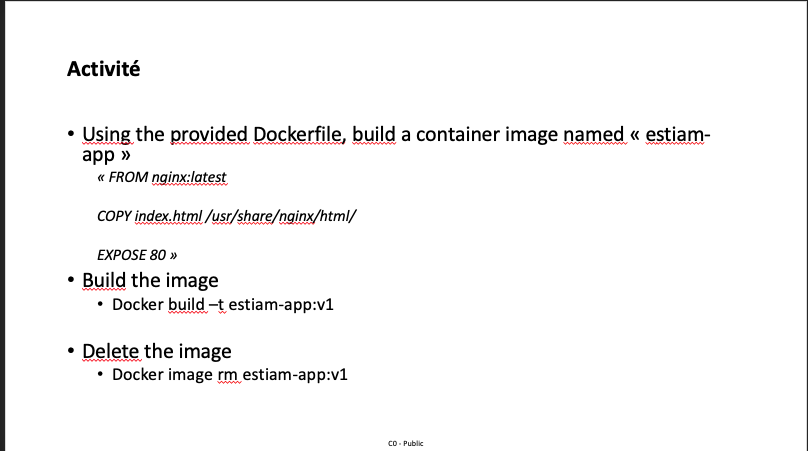 Activité
• Using the provided Dockerfile, build a container image named « estiam-
app »
« FROM nginx:latest
COPY index.html /usr/share/nginx/html/
EXPOSE 80 »
• Build the image
• Docker build –t estiam-app:v1
• Delete the image
• Docker image rm estiam-app:v1
C0 - Public